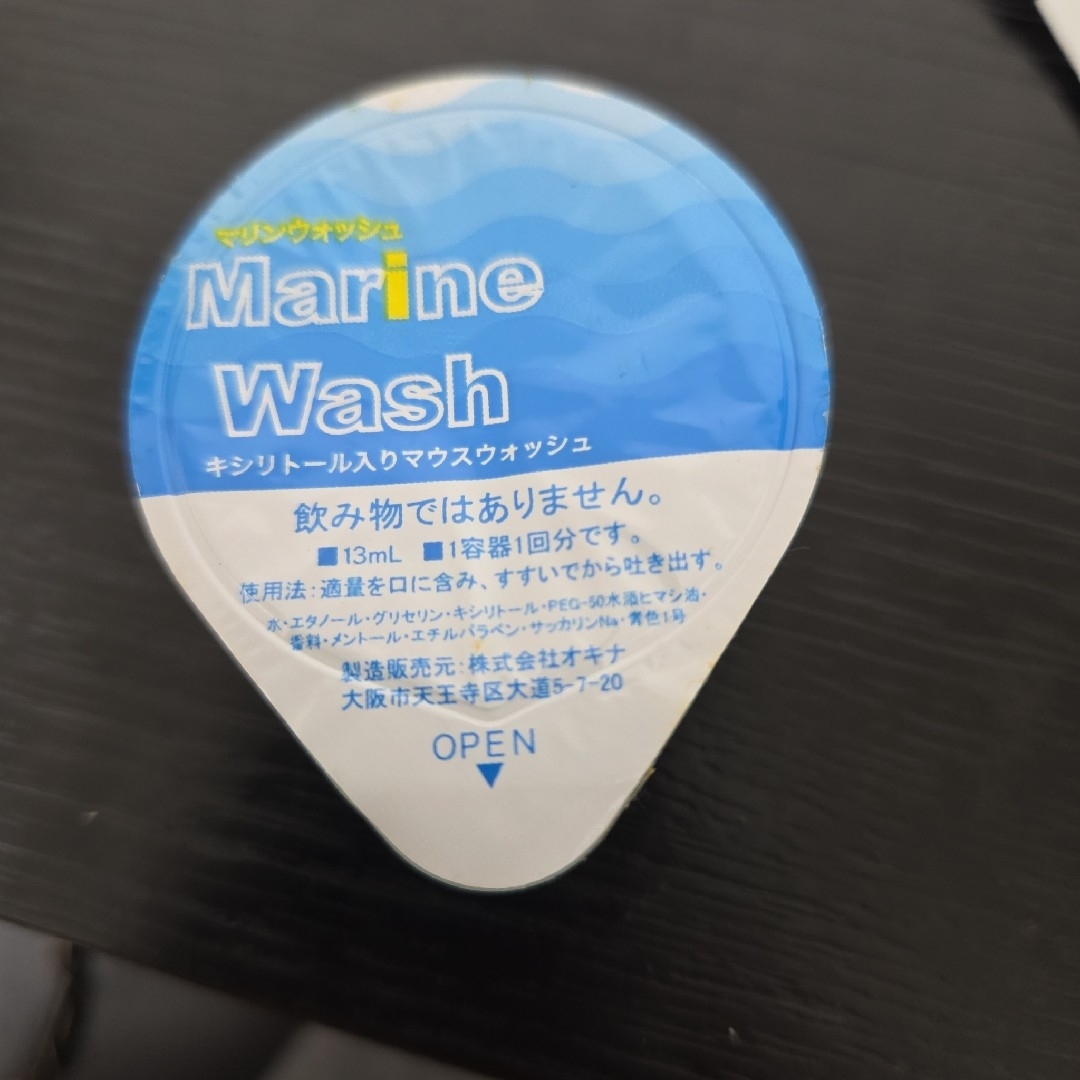 マリンウォッシュ
Marine
Wash
キシリトール入りマウスウォッシュ
飲み物ではありません。
■13mL ■1容器1回分です。
使用法:適量を口に含み、すすいでから吐き出す。
水・エタノール・グリセリン・キシリトール・PEG-50水添ヒマシ油・
香料・メントール・エチルパラベン・サッカリンNa・青色1号
製造販売元:株式会社オキナ
大阪市天王寺区大道5-7-20
OPEN
▼